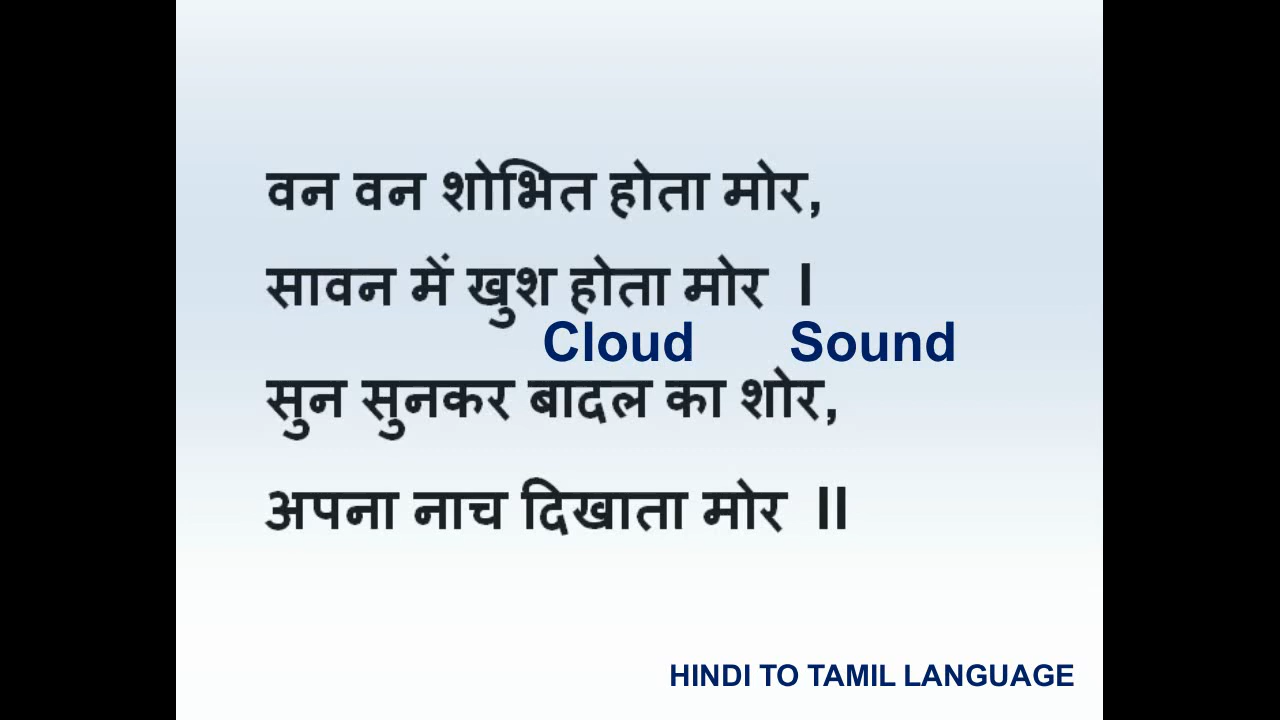 वन वन शोभित होता मोर,
सावन में खुश होता मोर ।
Cloud Sound
सुन सुनकर बादल का शोर,
अपना नाच दिखाता मोर ॥
HINDI TO TAMIL LANGUAGE